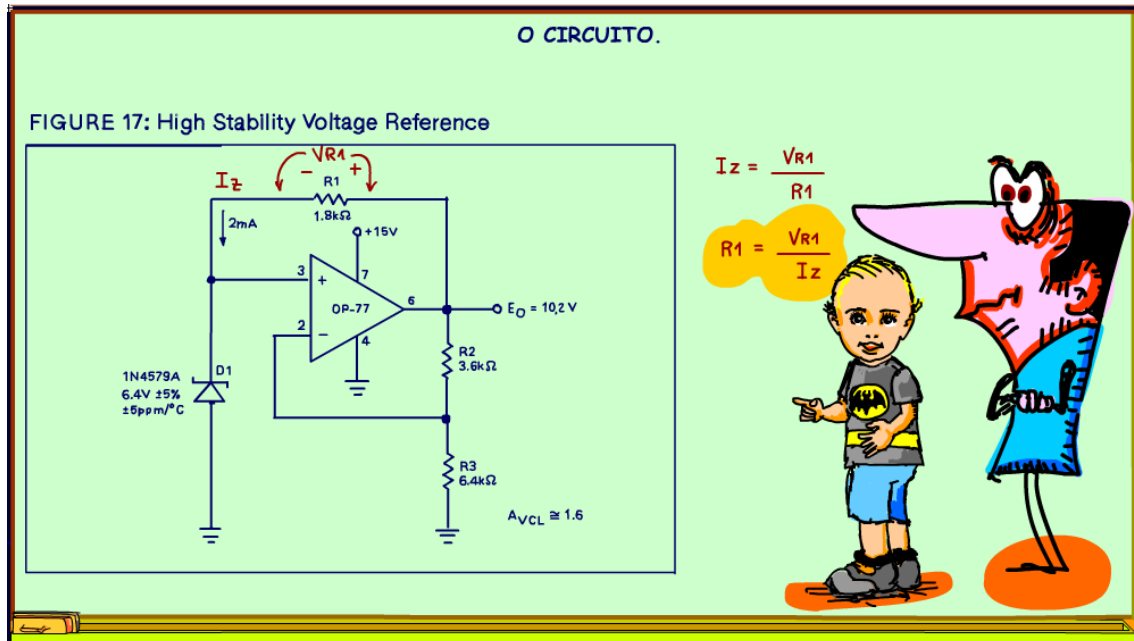 O CIRCUITO.
FIGURE 17: High Stability Voltage Reference
VR1
- +
Iz
R1
1.8kΩ
2mA
+15V
3
+
7
OP-77
6
2
-
4
E_O = 10,2 V
R2
3.6kΩ
D1
1N4579A
6.4V ±5%
±5ppm/°C
R3
6.4kΩ
A_VCL ≅ 1.6
Iz = VR1
R1
R1 = VR1
Iz